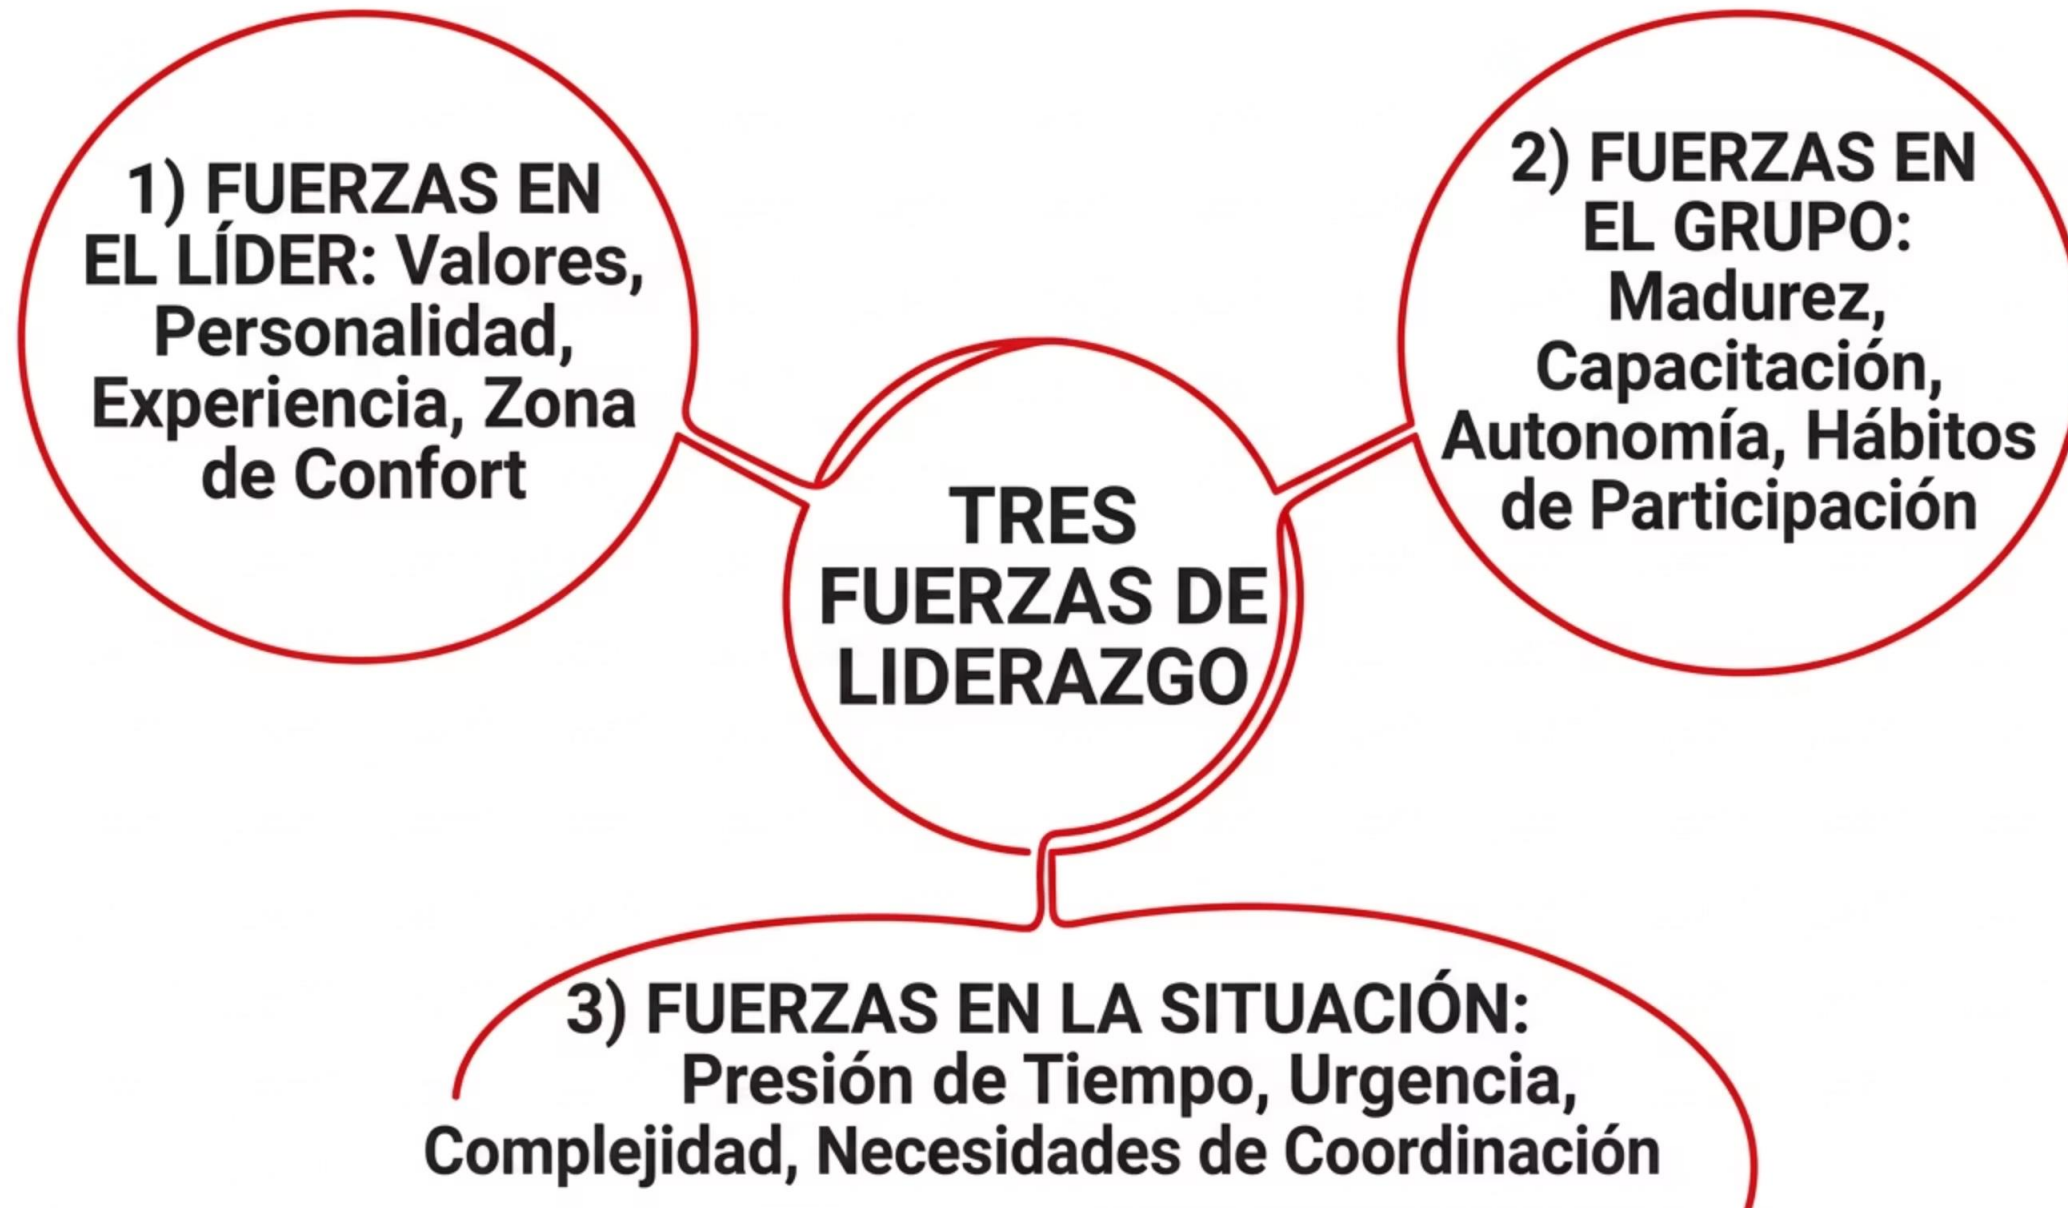 1) FUERZAS EN
EL LÍDER: Valores,
Personalidad,
Experiencia, Zona
de Confort
2) FUERZAS EN
EL GRUPO:
Madurez,
Capacitación,
Autonomía, Hábitos
de Participación
TRES
FUERZAS DE
LIDERAZGO
3) FUERZAS EN LA SITUACIÓN:
Presión de Tiempo, Urgencia,
Complejidad, Necesidades de Coordinación